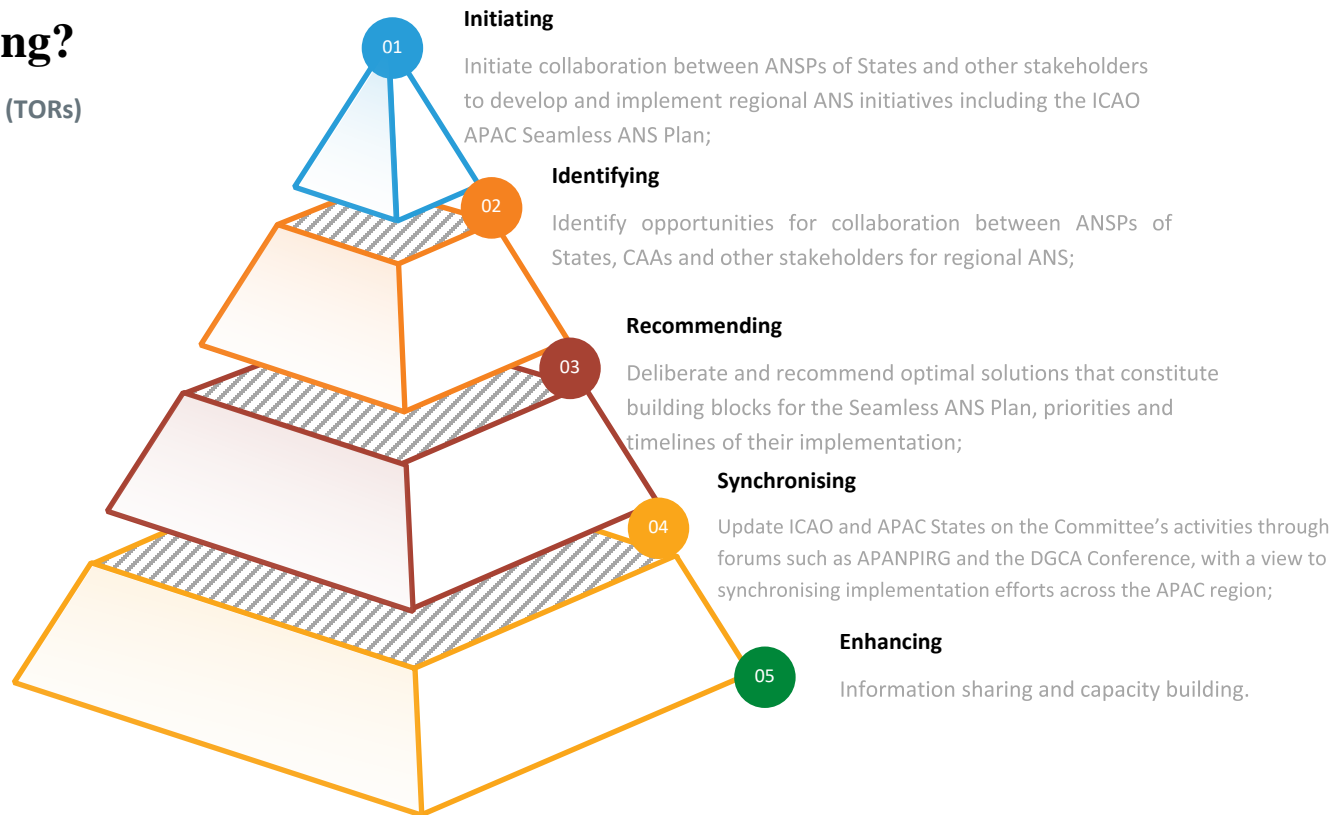 ng?
(TORs)
01
Initiating
Initiate collaboration between ANSPs of States and other stakeholders
to develop and implement regional ANS initiatives including the ICAO
APAC Seamless ANS Plan;
02
Identifying
Identify opportunities for collaboration between ANSPs of
States, CAAs and other stakeholders for regional ANS;
03
Recommending
Deliberate and recommend optimal solutions that constitute
building blocks for the Seamless ANS Plan, priorities and
timelines of their implementation;
04
Synchronising
Update ICAO and APAC States on the Committee’s activities through
forums such as APANPIRG and the DGCA Conference, with a view to
synchronising implementation efforts across the APAC region;
05
Enhancing
Information sharing and capacity building.